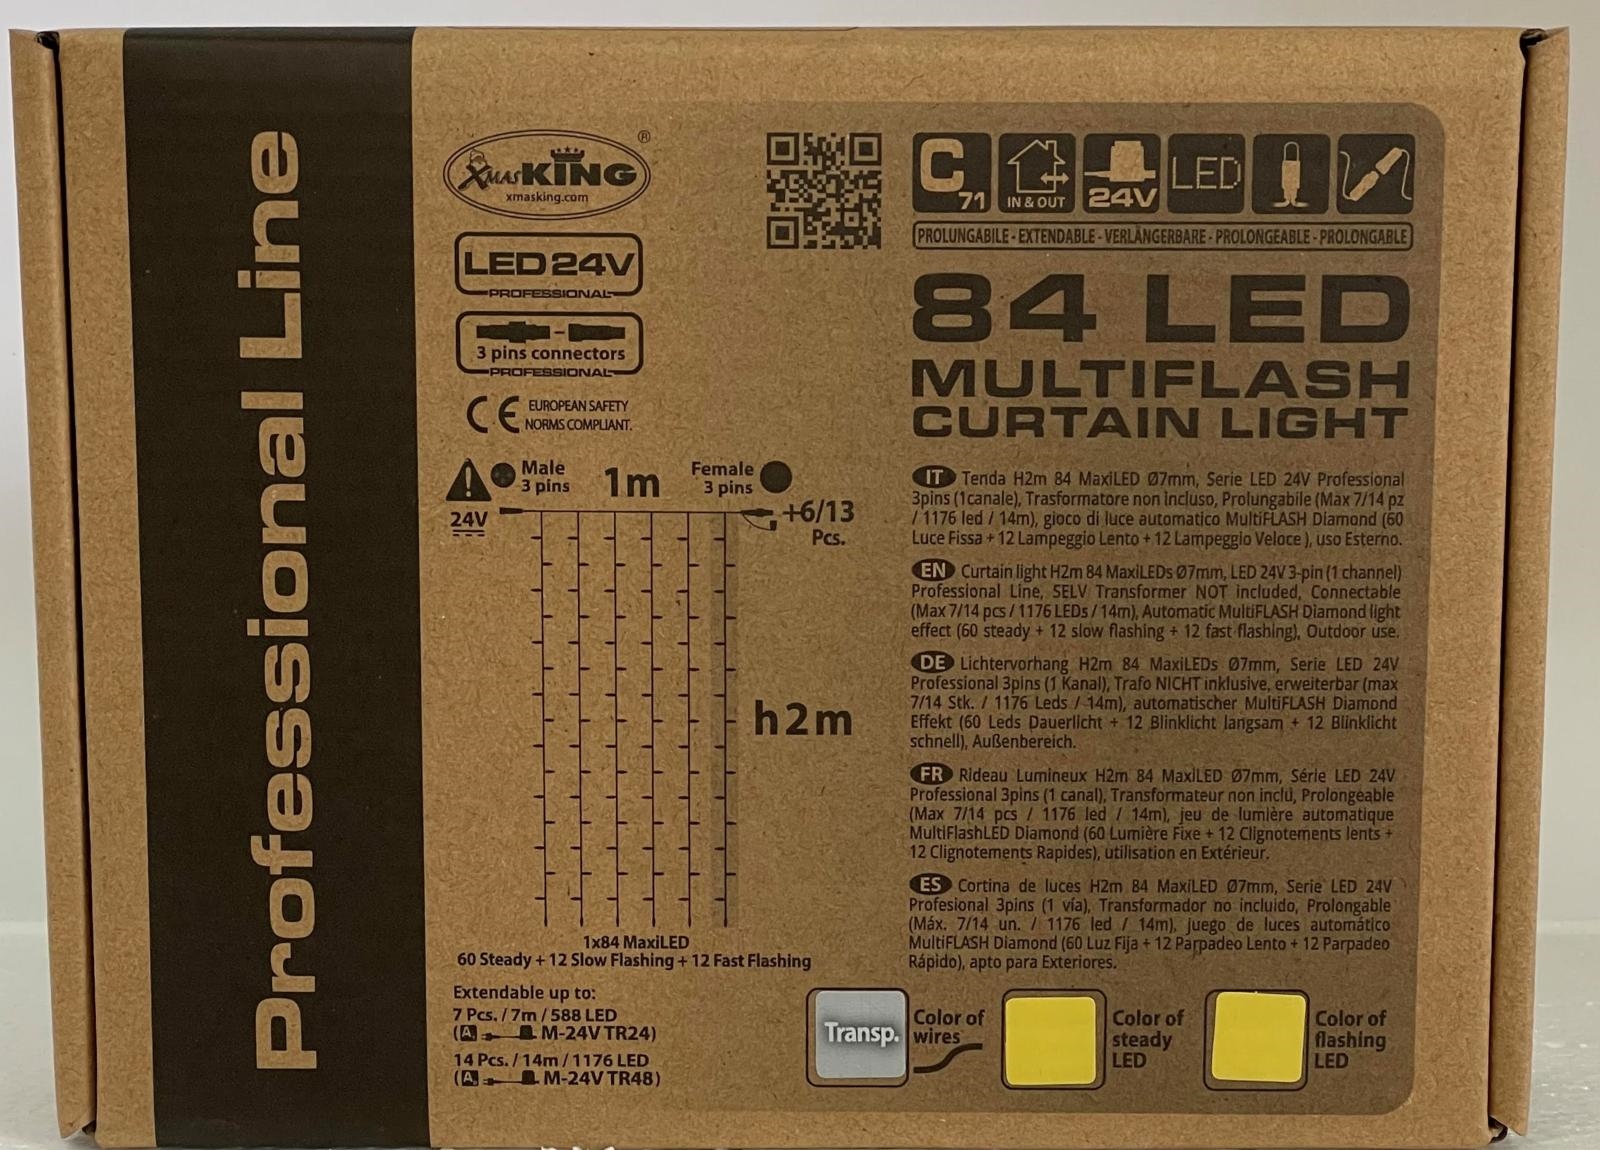 Professional Line
XMASKING®
xmasking.com
LED24V
PROFESSIONAL
3 pins connectors
PROFESSIONAL
CE EUROPEAN SAFETY
NORMS COMPLIANT.
Male
3 pins
1m
Female
3 pins
24V
+6/13
Pcs.
h2m
1x84 MaxiLED
60 Steady + 12 Slow Flashing + 12 Fast Flashing
Extendable up to:
7 Pcs. / 7m / 588 LED
(A M-24V TR24)
14 Pcs. / 14m / 1176 LED
(A M-24V TR48)
C71
IN & OUT
24V
LED
PROLUNGABILE - EXTENDABLE - VERLÄNGERBARE - PROLONGEABLE - PROLONGABLE
84 LED
MULTIFLASH
CURTAIN LIGHT
IT Tenda H2m 84 MaxiLED Ø7mm, Serie LED 24V Professional
3pins (1canale), Trasformatore non incluso, Prolungabile (Max 7/14 pz
/ 1176 led / 14m), gioco di luce automatico MultiFLASH Diamond (60
Luce Fissa + 12 Lampeggio Lento + 12 Lampeggio Veloce ), uso Esterno.
EN Curtain light H2m 84 MaxiLEDs Ø7mm, LED 24V 3-pin (1 channel)
Professional Line, SELV Transformer NOT included, Connectable
(Max 7/14 pcs / 1176 LEDs / 14m), Automatic MultiFLASH Diamond light
effect (60 steady + 12 slow flashing + 12 fast flashing), Outdoor use.
DE Lichtervorhang H2m 84 MaxiLEDs Ø7mm, Serie LED 24V
Professional 3pins (1 Kanal), Trafo NICHT inklusive, erweiterbar (max
7/14 Stk. / 1176 Leds / 14m), automatischer MultiFLASH Diamond
Effekt (60 Leds Dauerlicht + 12 Blinklicht langsam + 12 Blinklicht
schnell), Außenbereich.
FR Rideau Lumineux H2m 84 MaxiLED Ø7mm, Série LED 24V
Professional 3pins (1 canal), Transformateur non inclu, Prolongeable
(Max 7/14 pcs / 1176 led / 14m), jeu de lumière automatique
MultiFlashLED Diamond (60 Lumière Fixe + 12 Clignotements lents +
12 Clignotements Rapides), utilisation en Extérieur.
ES Cortina de luces H2m 84 MaxiLED Ø7mm, Serie LED 24V
Profesional 3pins (1 vía), Transformador no incluido, Prolongable
(Máx. 7/14 un. / 1176 led / 14m), juego de luces automático
MultiFLASH Diamond (60 Luz Fija + 12 Parpadeo Lento + 12 Parpadeo
Rápido), apto para Exteriores.
Transp.
Color of
wires
Color of
steady
LED
Color of
flashing
LED